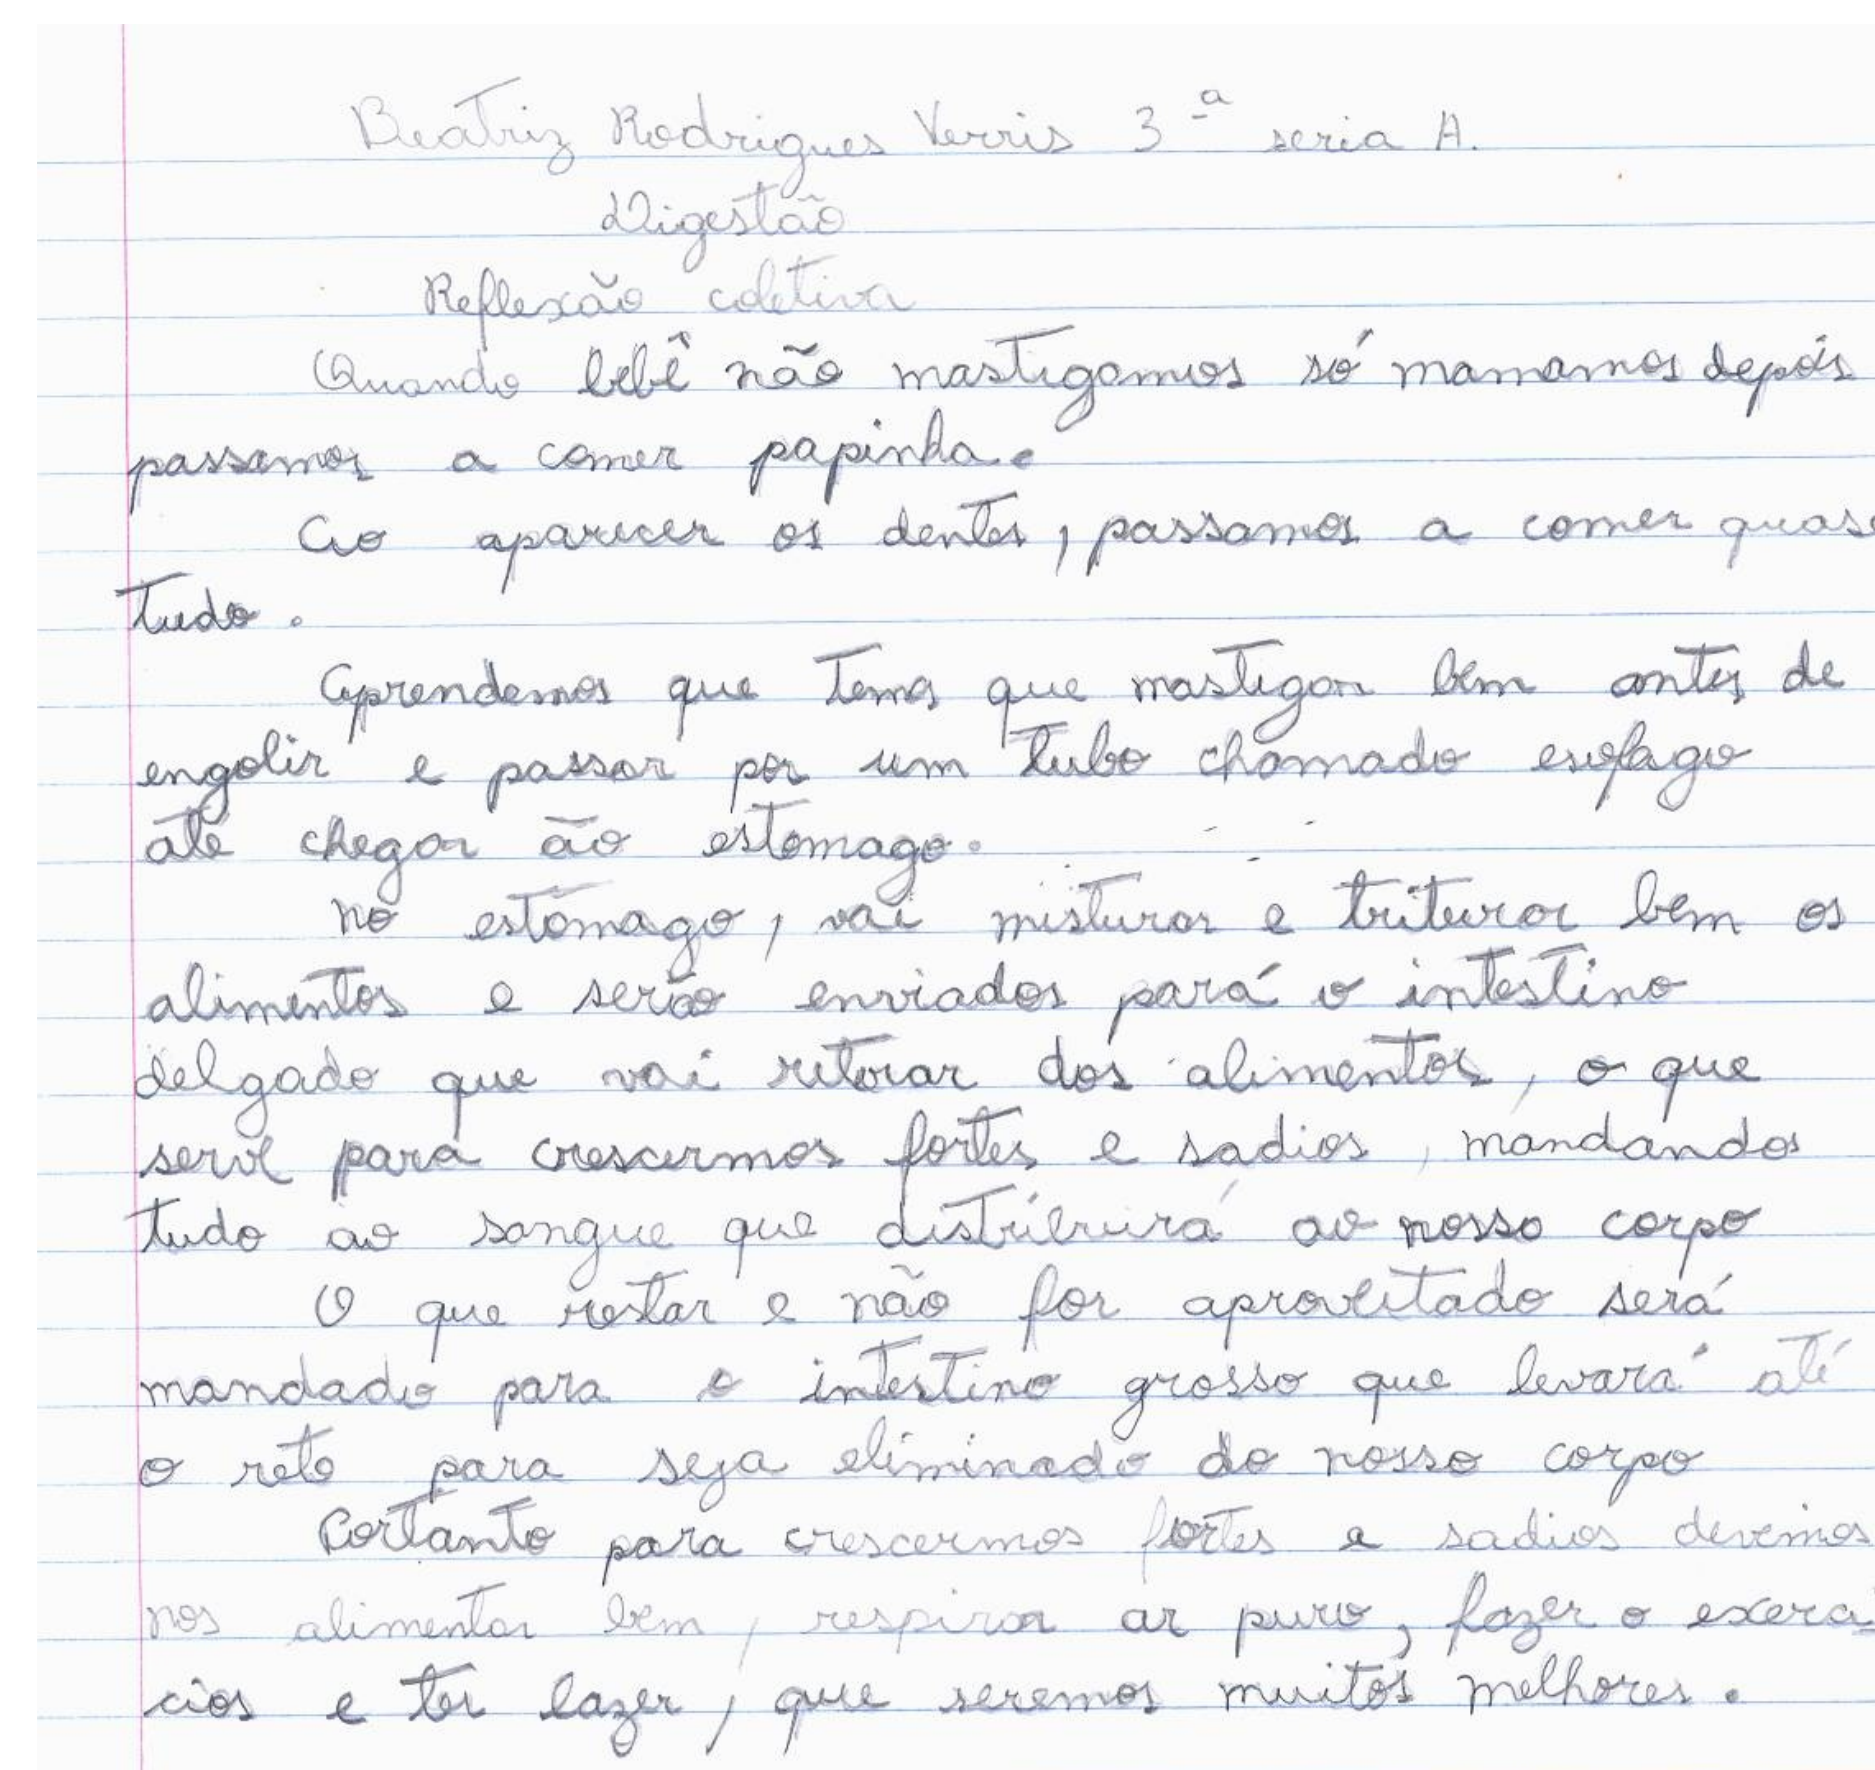 Beatriz Rodrigues Verris 3ª seria A.
Digestão
Reflexão coletiva
Quando bebê não mastigamos só mamamos depois
passamos a comer papinha.
Ao aparecer os dentes, passamos a comer quase
tudo.
Aprendemos que temos que mastigar bem antes de
engolir e passar por um tubo chamado esofago
até chegar ão estomago.
No estômago, vai misturar e triturar bem os
alimentos e serão enviados pará o intestino
delgado que vai retirar dos alimentos, o que
serve para crescermos fortes e sadios, mandandos
tudo ao sangue que distribuirá ao nosso corpo
O que restar e não for aproveitado será
mandado para o intestino grosso que levará até
o reto para seja eliminado do nosso corpo
Portanto para crescermos fortes e sadios devemos
nos alimentar bem, respirar ar puro, fazer o exercí-
cios e ter lazer, que seremos muitos melhores.